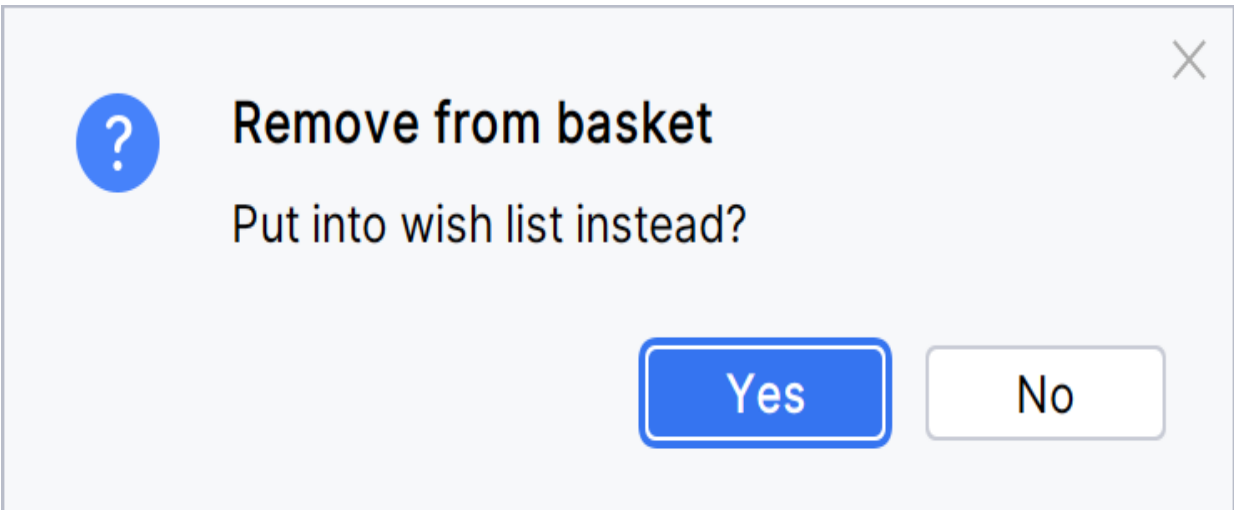 ?
Remove from basket
Put into wish list instead?
Yes
No